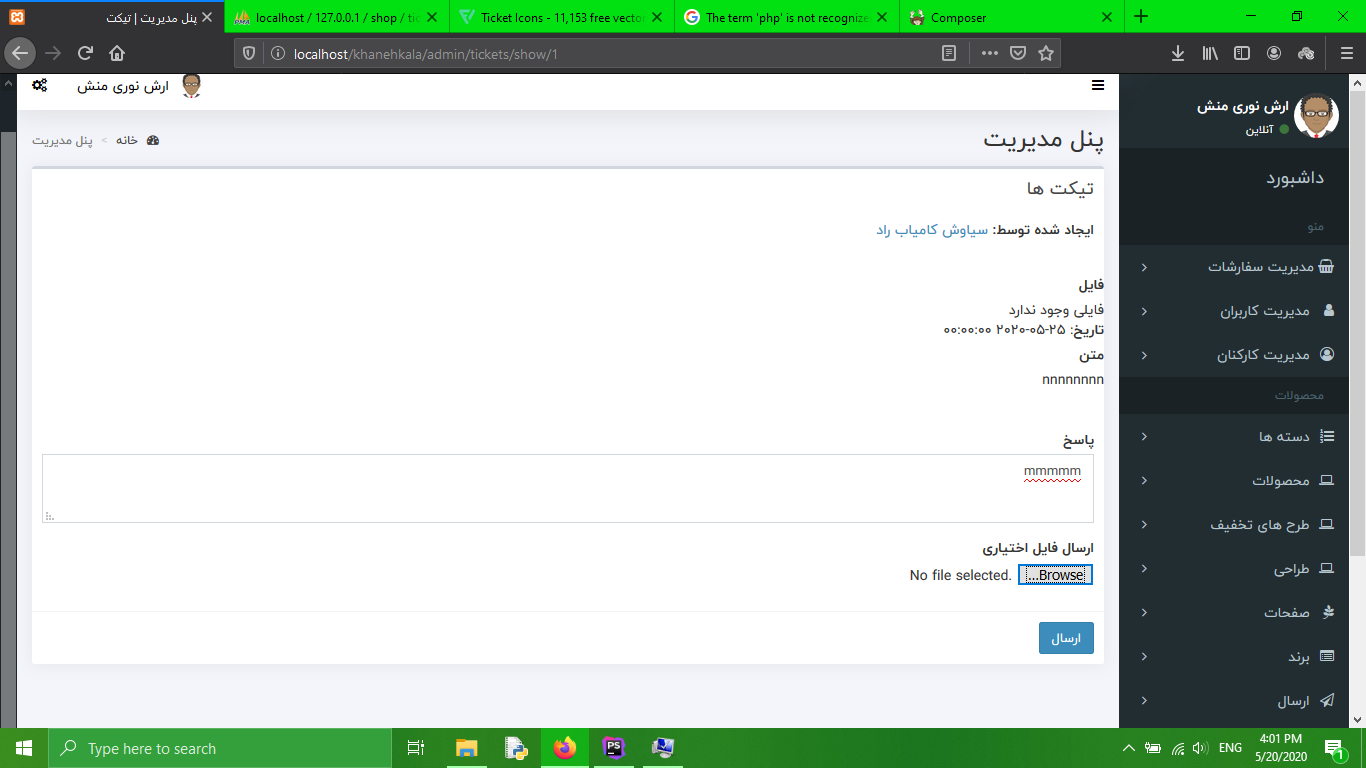 پنل مدیریت | تیکت
localhost / 127.0.0.1 / shop / tic
Ticket Icons - 11,153 free vecto
The term 'php' is not recognize
Composer
localhost/khanehkala/admin/tickets/show/1
ارش نوری منش
ارش نوری منش
آنلاین
پنل مدیریت
خانه > پنل مدیریت
داشبورد
منو
مدیریت سفارشات
مدیریت کاربران
مدیریت کارکنان
محصولات
دسته ها
محصولات
طرح های تخفیف
طراحی
صفحات
برند
ارسال
تیکت ها
ایجاد شده توسط: سیاوش کامیاب راد
فایل
فایلی وجود ندارد
تاریخ: ۲۰۲۰-۰۵-۲۵ ۰۰:۰۰:۰۰
متن
nnnnnnnn
پاسخ
mmmmm
ارسال فایل اختیاری
...Browse No file selected.
ارسال
Type here to search
PS
ENG
4:01 PM
5/20/2020
1